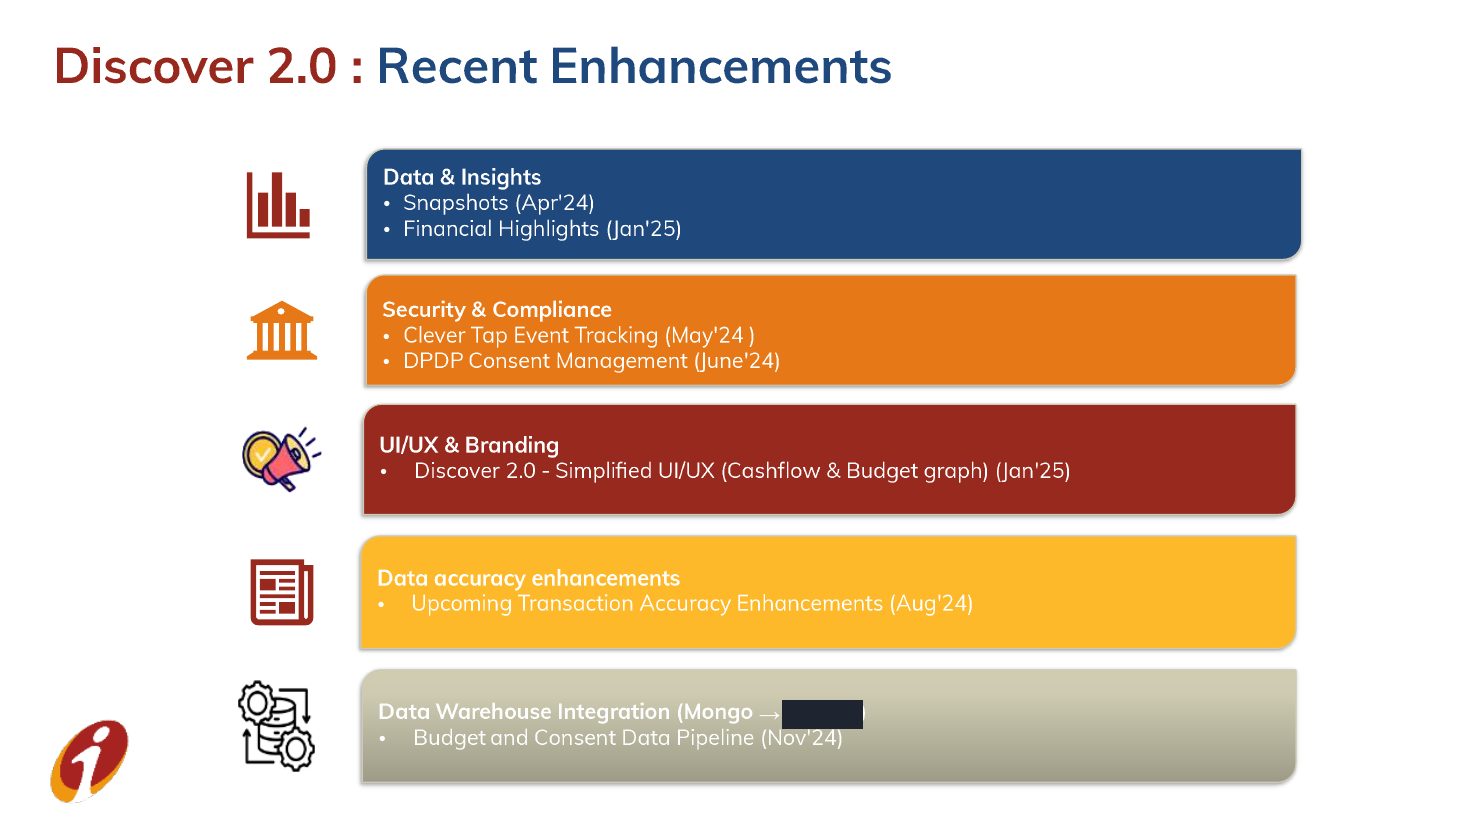 Discover 2.0 : Recent Enhancements
Data & Insights
• Snapshots (Apr'24)
• Financial Highlights (Jan'25)
Security & Compliance
• Clever Tap Event Tracking (May'24 )
• DPDP Consent Management (June'24)
UI/UX & Branding
• Discover 2.0 - Simplified UI/UX (Cashflow & Budget graph) (Jan'25)
Data accuracy enhancements
• Upcoming Transaction Accuracy Enhancements (Aug'24)
Data Warehouse Integration (Mongo → )
• Budget and Consent Data Pipeline (Nov'24)